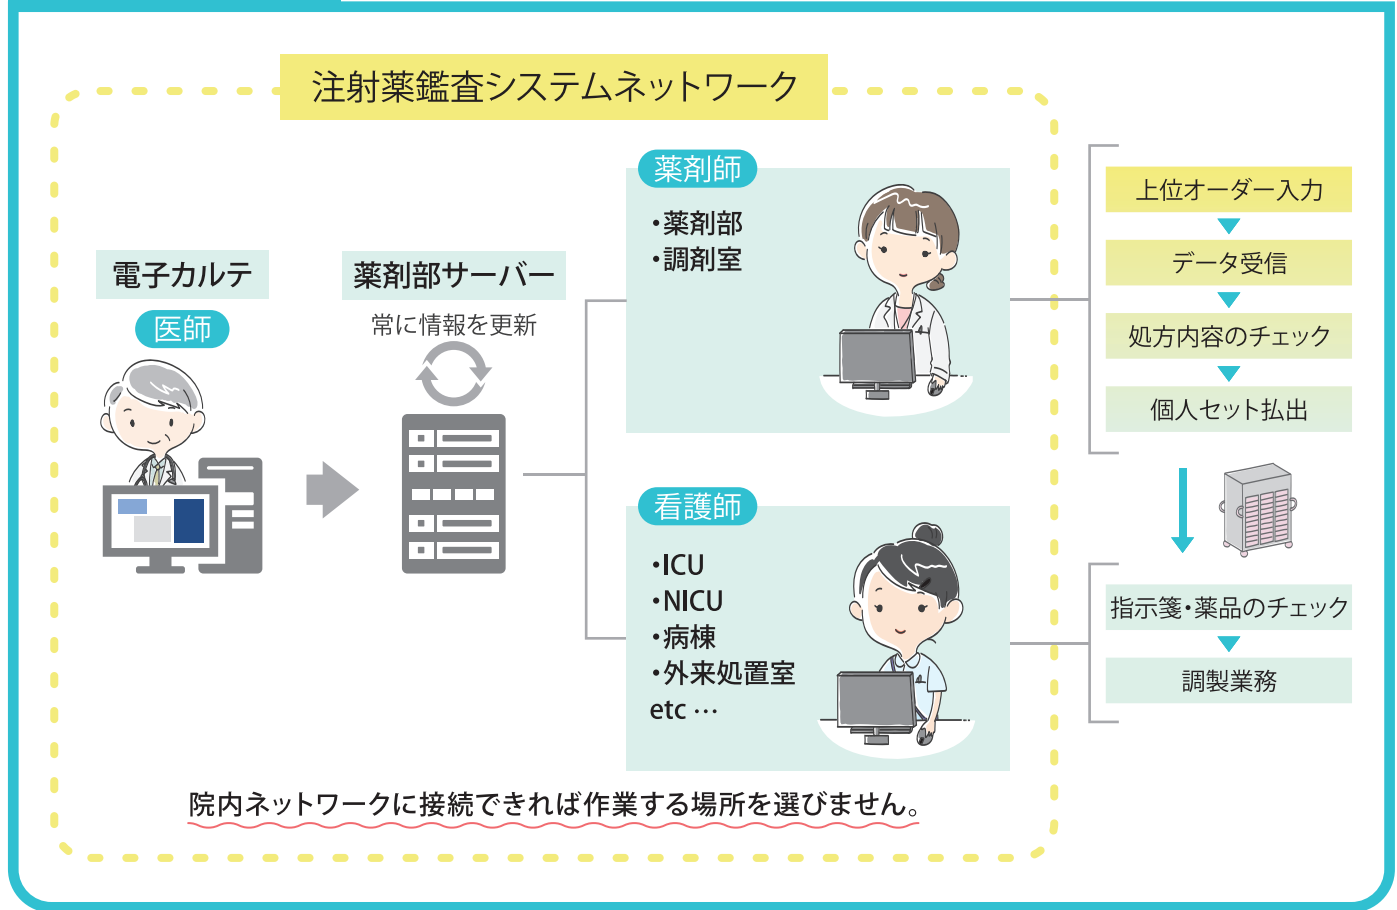 注射薬鑑査システムネットワーク
電子カルテ
医師
薬剤部サーバー
常に情報を更新
薬剤師
・薬剤部
・調剤室
看護師
・ICU
・NICU
・病棟
・外来処置室
etc …
院内ネットワークに接続できれば作業する場所を選びません。
上位オーダー入力
データ受信
処方内容のチェック
個人セット払出
指示箋・薬品のチェック
調製業務